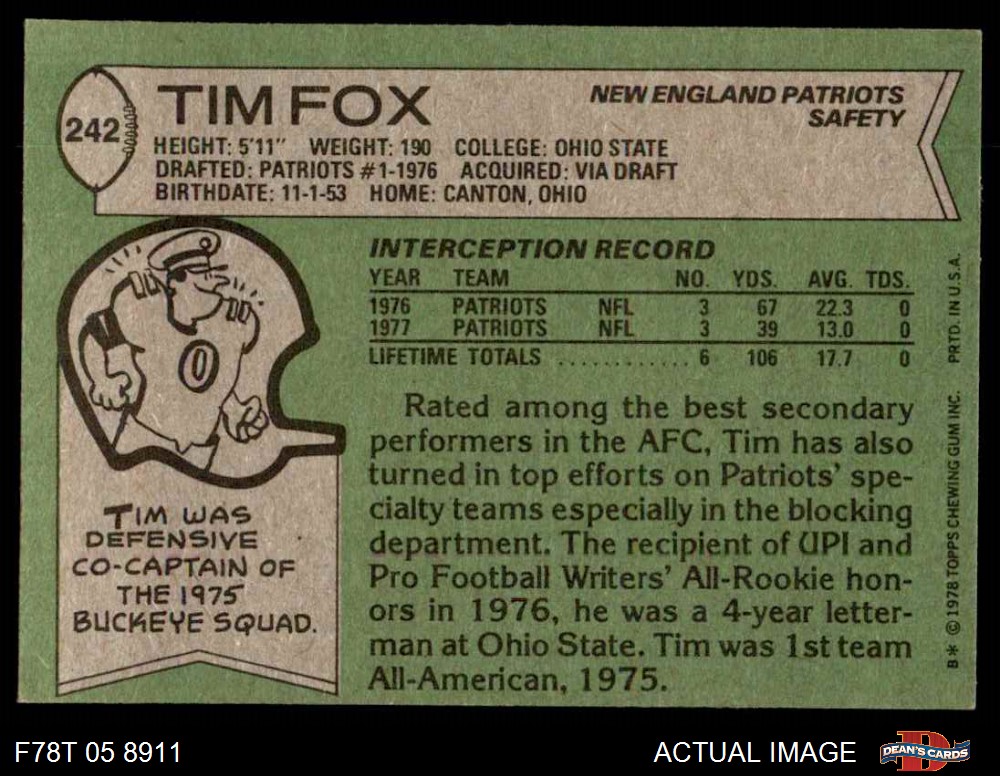 242
TIM FOX
NEW ENGLAND PATRIOTS
SAFETY
HEIGHT: 5'11" WEIGHT: 190 COLLEGE: OHIO STATE
DRAFTED: PATRIOTS #1-1976 ACQUIRED: VIA DRAFT
BIRTHDATE: 11-1-53 HOME: CANTON, OHIO
INTERCEPTION RECORD
YEAR TEAM NO. YDS. AVG. TDS.
1976 PATRIOTS NFL 3 67 22.3 0
1977 PATRIOTS NFL 3 39 13.0 0
LIFETIME TOTALS ............ 6 106 17.7 0
0
TIM WAS
DEFENSIVE
CO-CAPTAIN OF
THE 1975
BUCKEYE SQUAD.
Rated among the best secondary
performers in the AFC, Tim has also
turned in top efforts on Patriots' spe-
cialty teams especially in the blocking
department. The recipient of UPI and
Pro Football Writers' All-Rookie hon-
ors in 1976, he was a 4-year letter-
man at Ohio State. Tim was 1st team
All-American, 1975.
B* © 1978 TOPPS CHEWING GUM INC. PRTD. IN U.S.A.
F78T 05 8911
ACTUAL IMAGE
D
DEAN'S CARDS